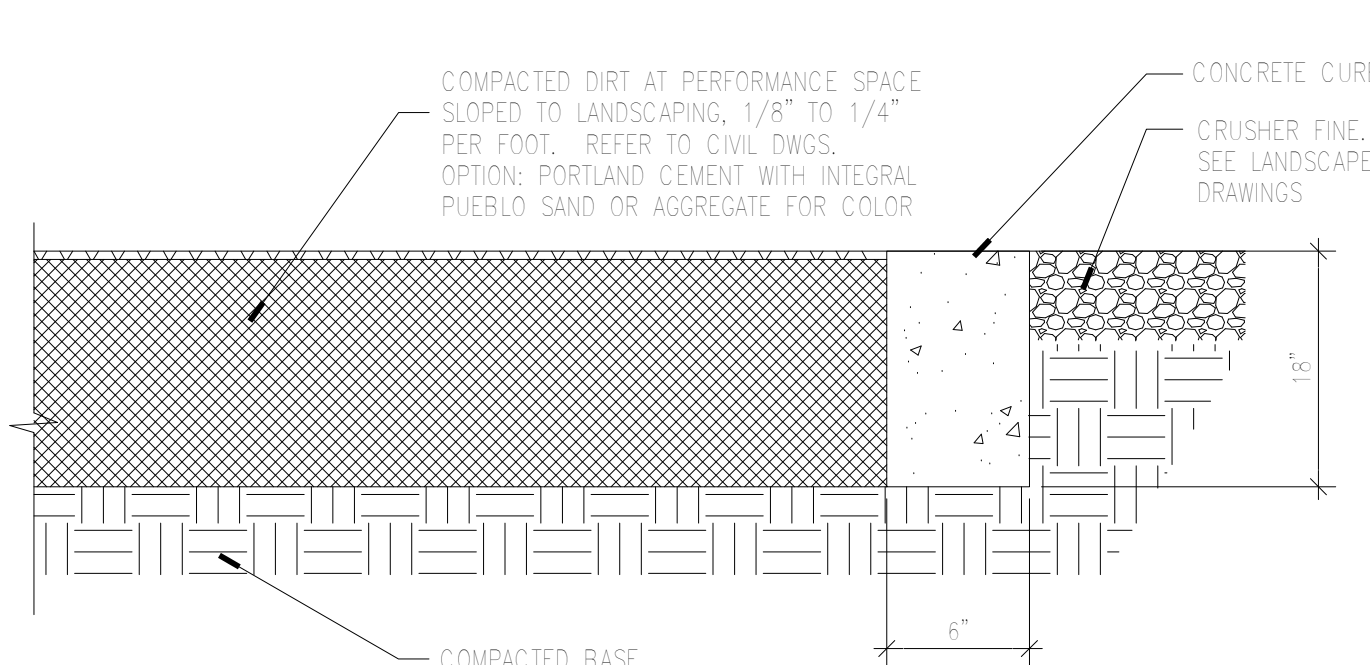 COMPACTED DIRT AT PERFORMANCE SPACE
SLOPED TO LANDSCAPING, 1/8" TO 1/4"
PER FOOT. REFER TO CIVIL DWGS.
OPTION: PORTLAND CEMENT WITH INTEGRAL
PUEBLO SAND OR AGGREGATE FOR COLOR
CONCRETE
CRUSHER FINE.
SEE LANDSCAPE
DRAWINGS
18"
6"
COMPACTED BASE